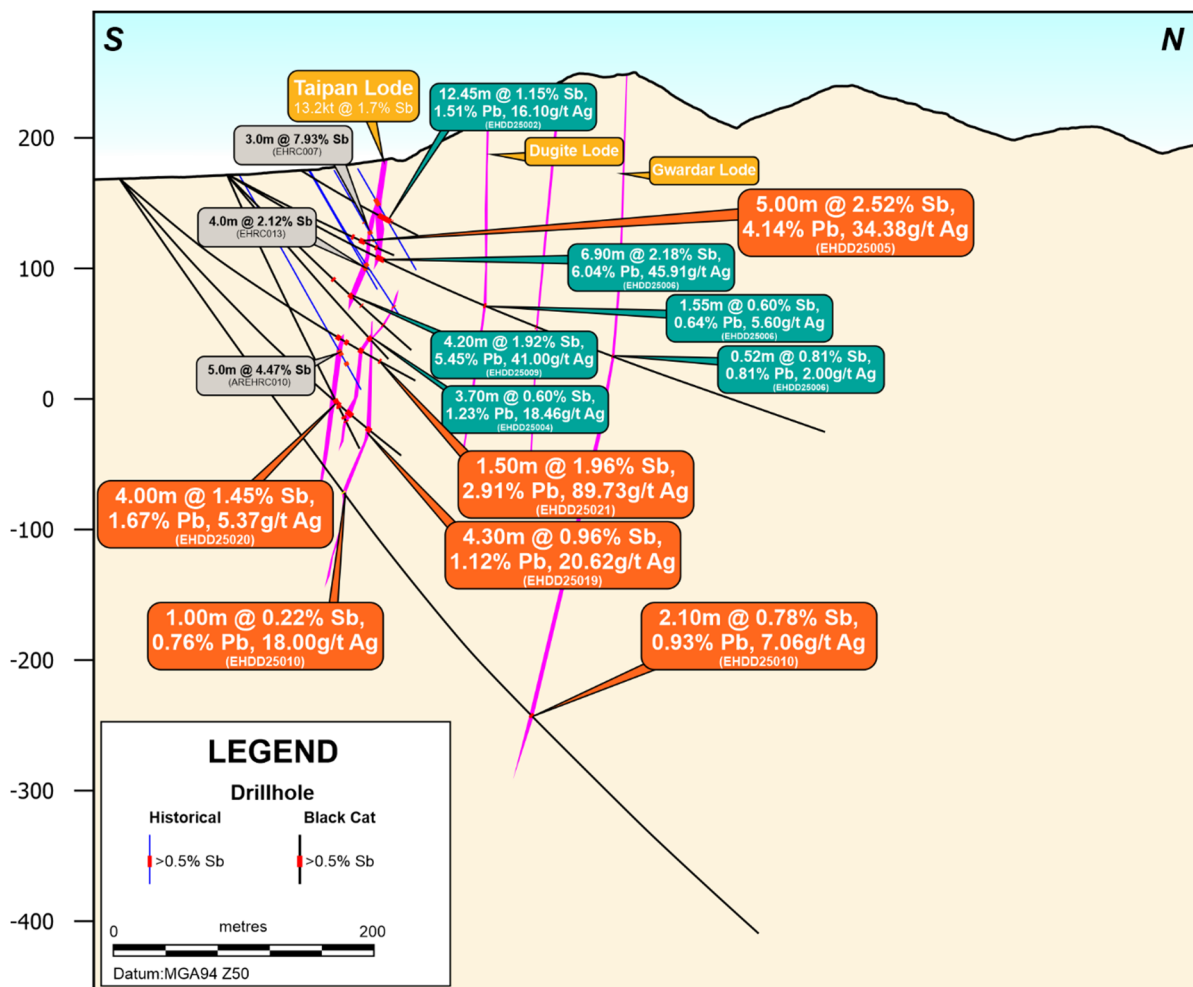 S
N
Taipan Lode
13.2kt @ 1.7% Sb
12.45m @ 1.15% Sb,
1.51% Pb, 16.10g/t Ag
(EHDD25002)
3.0m @ 7.93% Sb
(EHRC007)
200
Dugite Lode
Gwardar Lode
4.0m @ 2.12% Sb
(EHRC013)
5.00m @ 2.52% Sb,
4.14% Pb, 34.38g/t Ag
(EHDD25005)
100
6.90m @ 2.18% Sb,
6.04% Pb, 45.91g/t Ag
(EHDD25006)
1.55m @ 0.60% Sb,
0.64% Pb, 5.60g/t Ag
(EHDD25006)
4.20m @ 1.92% Sb,
5.45% Pb, 41.00g/t Ag
(EHDD25009)
0.52m @ 0.81% Sb,
0.81% Pb, 2.00g/t Ag
(EHDD25006)
5.0m @ 4.47% Sb
(AREHRC010)
3.70m @ 0.60% Sb,
1.23% Pb, 18.46g/t Ag
(EHDD25004)
0
1.50m @ 1.96% Sb,
2.91% Pb, 89.73g/t Ag
(EHDD25021)
4.00m @ 1.45% Sb,
1.67% Pb, 5.37g/t Ag
(EHDD25020)
-100
4.30m @ 0.96% Sb,
1.12% Pb, 20.62g/t Ag
(EHDD25019)
1.00m @ 0.22% Sb,
0.76% Pb, 18.00g/t Ag
(EHDD25010)
2.10m @ 0.78% Sb,
0.93% Pb, 7.06g/t Ag
(EHDD25010)
-200
-300
-400
LEGEND
Drillhole
Historical
Black Cat
>0.5% Sb
>0.5% Sb
0
metres
200
Datum:MGA94 Z50